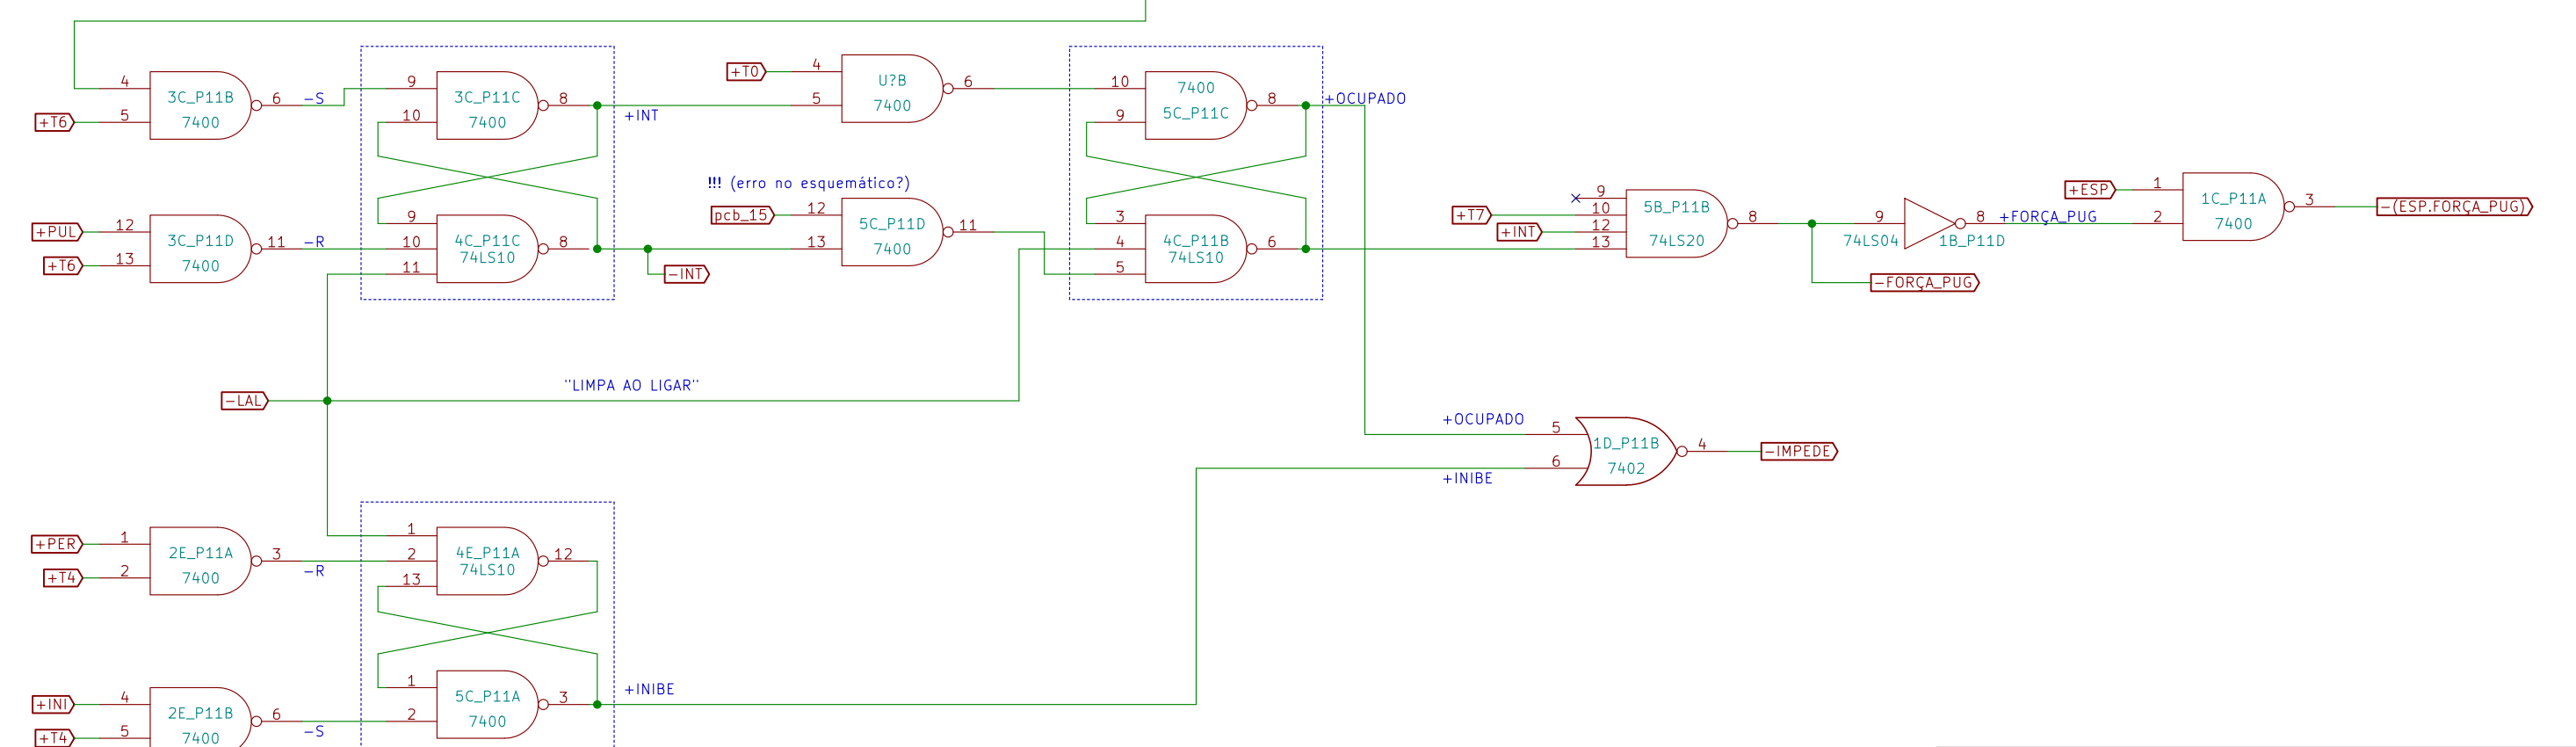 4
3C_P11B
7400
6
-S
+T6
5
9
3C_P11C
7400
8
10
+INT
+T0
4
5
U?B
7400
6
10
7400
5C_P11C
8
9
+OCUPADO
!!! (erro no esquemático?)
+PUL
12
3C_P11D
7400
11
-R
+T6
13
9
10
4C_P11C
74LS10
8
11
-INT
pcb_15
12
5C_P11D
7400
11
13
3
4
4C_P11B
74LS10
6
5
9
+T7
10
+INT
12
13
5B_P11B
74LS20
8
9
74LS04
8
1B_P11D
+FORÇA_PUG
-FORÇA_PUG
+ESP
1
2
1C_P11A
7400
3
-(ESP.FORÇA_PUG)
"LIMPA AO LIGAR"
-LAL
+OCUPADO
5
1D_P11B
7402
4
-IMPEDE
6
+INIBE
+PER
1
2E_P11A
7400
3
-R
+T4
2
1
2
4E_P11A
74LS10
12
13
1
5C_P11A
7400
3
2
+INIBE
+INI
4
2E_P11B
7400
6
-S
+T4
5